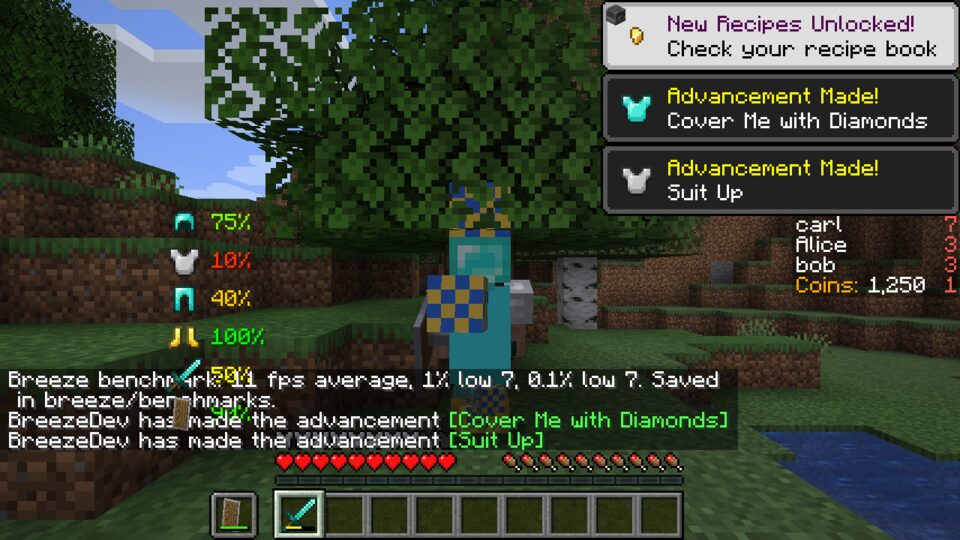 New Recipes Unlocked!
Check your recipe book
Advancement Made!
Cover Me with Diamonds
Advancement Made!
Suit Up
carl 7
Alice 3
bob 3
Coins: 1,250 1
75%
10%
40%
100%
50%
Breeze benchmark: 11 fps average, 1% low 7, 0.1% low 7. Saved
in breeze/benchmarks.
BreezeDev has made the advancement [Cover Me with Diamonds]
BreezeDev has made the advancement [Suit Up]